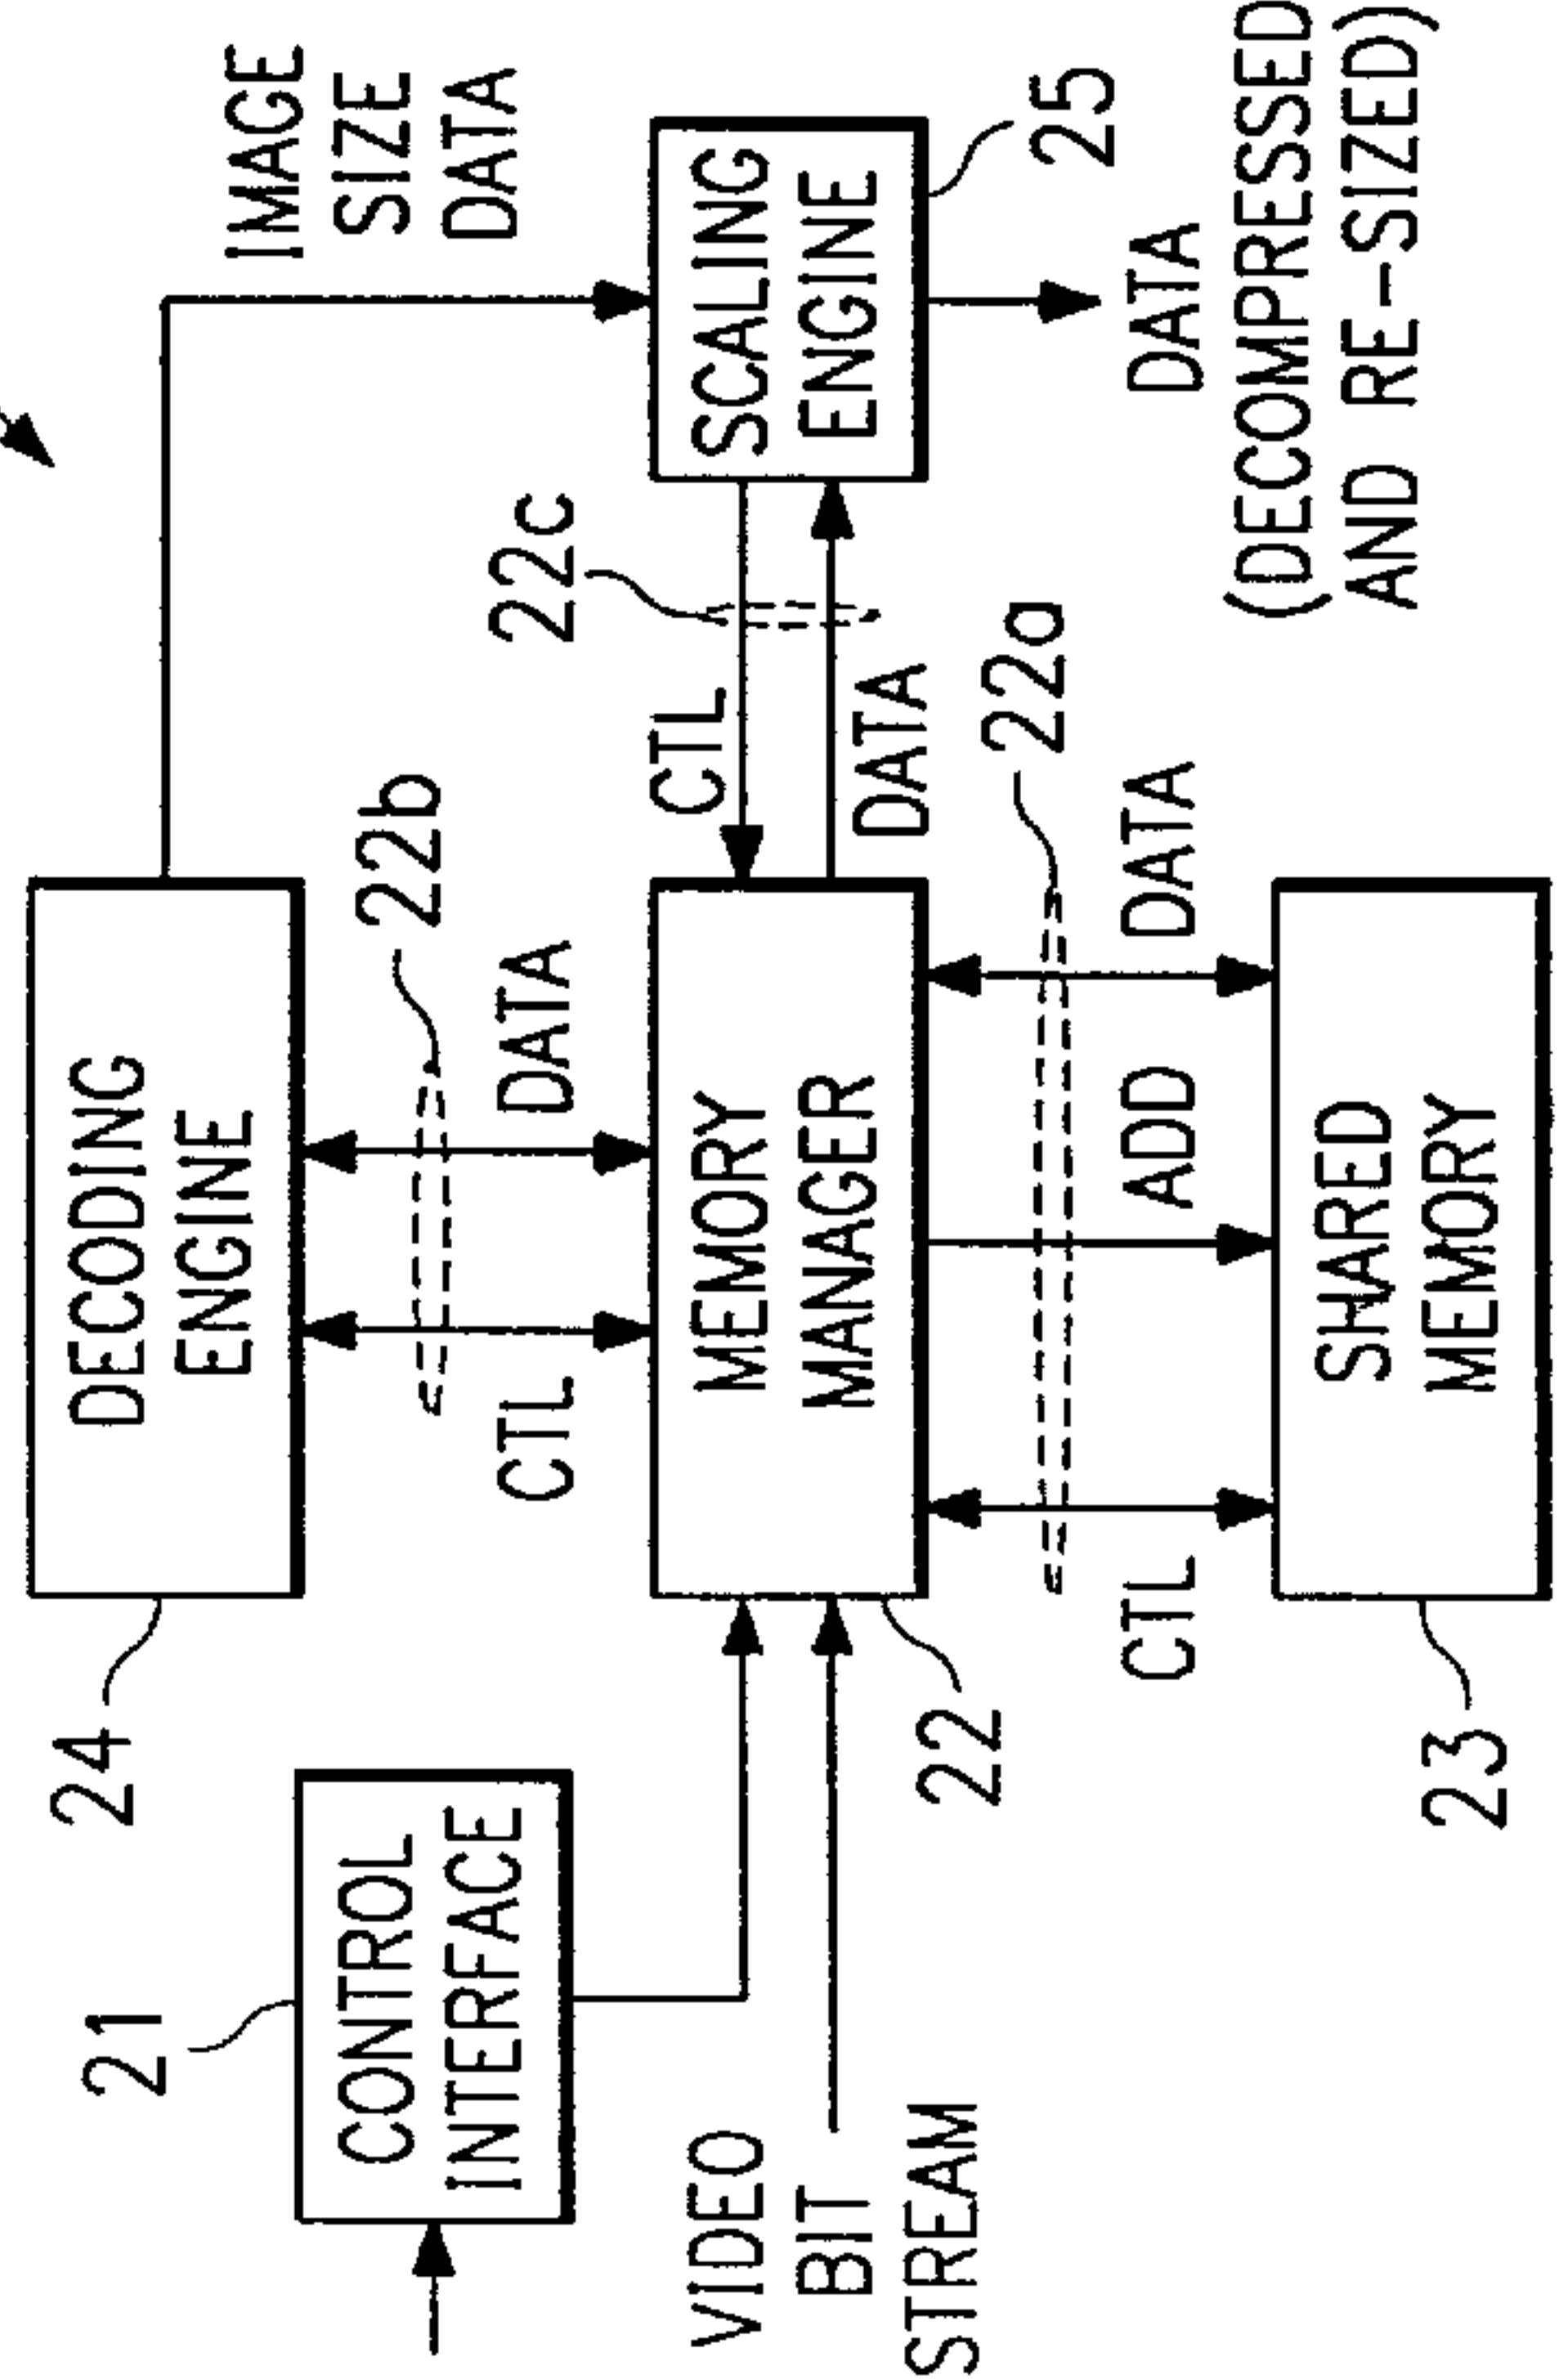 24
DECODING
ENGINE
IMAGE
SIZE
DATA
21
CONTROL
INTERFACE
22b
CTL
DATA
22c
CTL
DATA
VIDEO
BIT
STREAM
MEMORY
MANAGER
SCALING
ENGINE
22
22a
25
CTL
ADD
DATA
DATA
(DECOMPRESSED
AND RE-SIZED)
SHARED
MEMORY
23